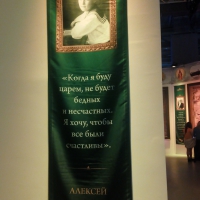 «Когда я буду
царем, не будет
бедных
и несчастных.
Я хочу, чтобы
все были
счастливы».
АЛЕКСЕЙ